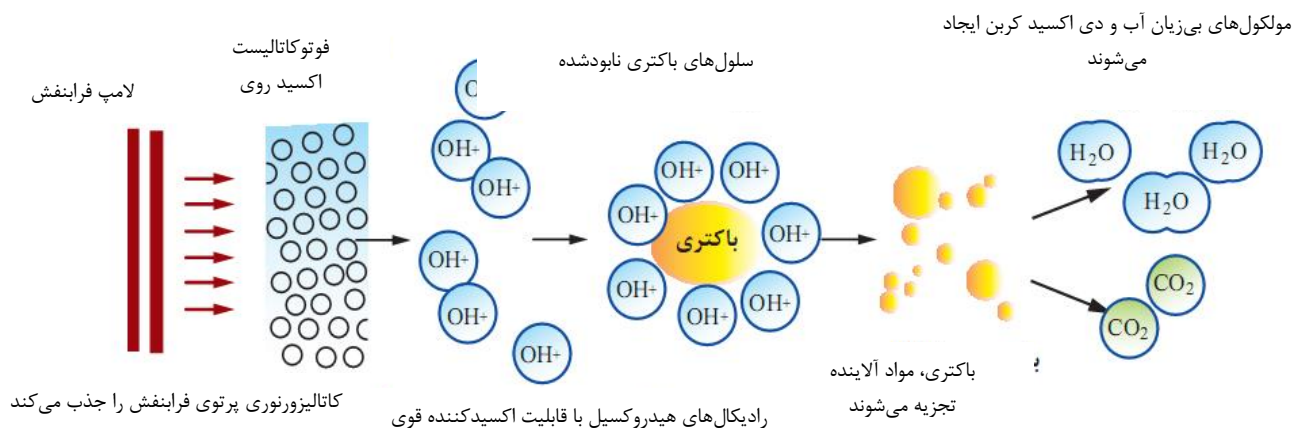 لامپ فرابنفش
فوتوکاتالیست
اکسید روی
سلول‌های باکتری نابودشده
مولکول‌های بی‌زیان آب و دی اکسید کربن ایجاد
می‌شوند
OH+
OH+
OH+
OH+
OH+
OH+
OH+
OH+
OH+
OH+
OH+
OH+
OH+
باکتری
H₂O
H₂O
H₂O
CO₂
CO₂
کاتالیزورنوری پرتوی فرابنفش را جذب می‌کند
رادیکال‌های هیدروکسیل با قابلیت اکسیدکننده قوی
باکتری، مواد آلاینده
تجزیه می‌شوند